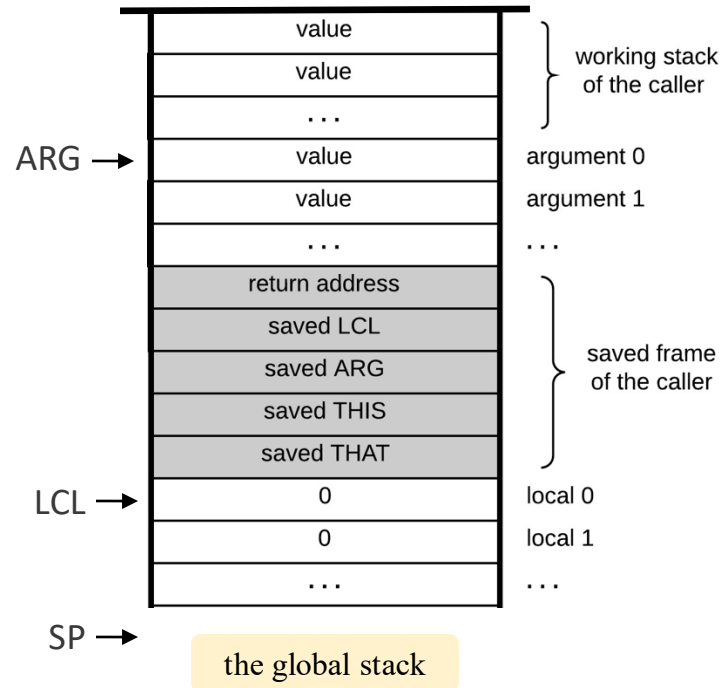 value
value
...
working stack
of the caller
ARG
value
argument 0
value
argument 1
...
...
return address
saved LCL
saved ARG
saved THIS
saved THAT
saved frame
of the caller
LCL
0
local 0
0
local 1
...
...
SP
the global stack